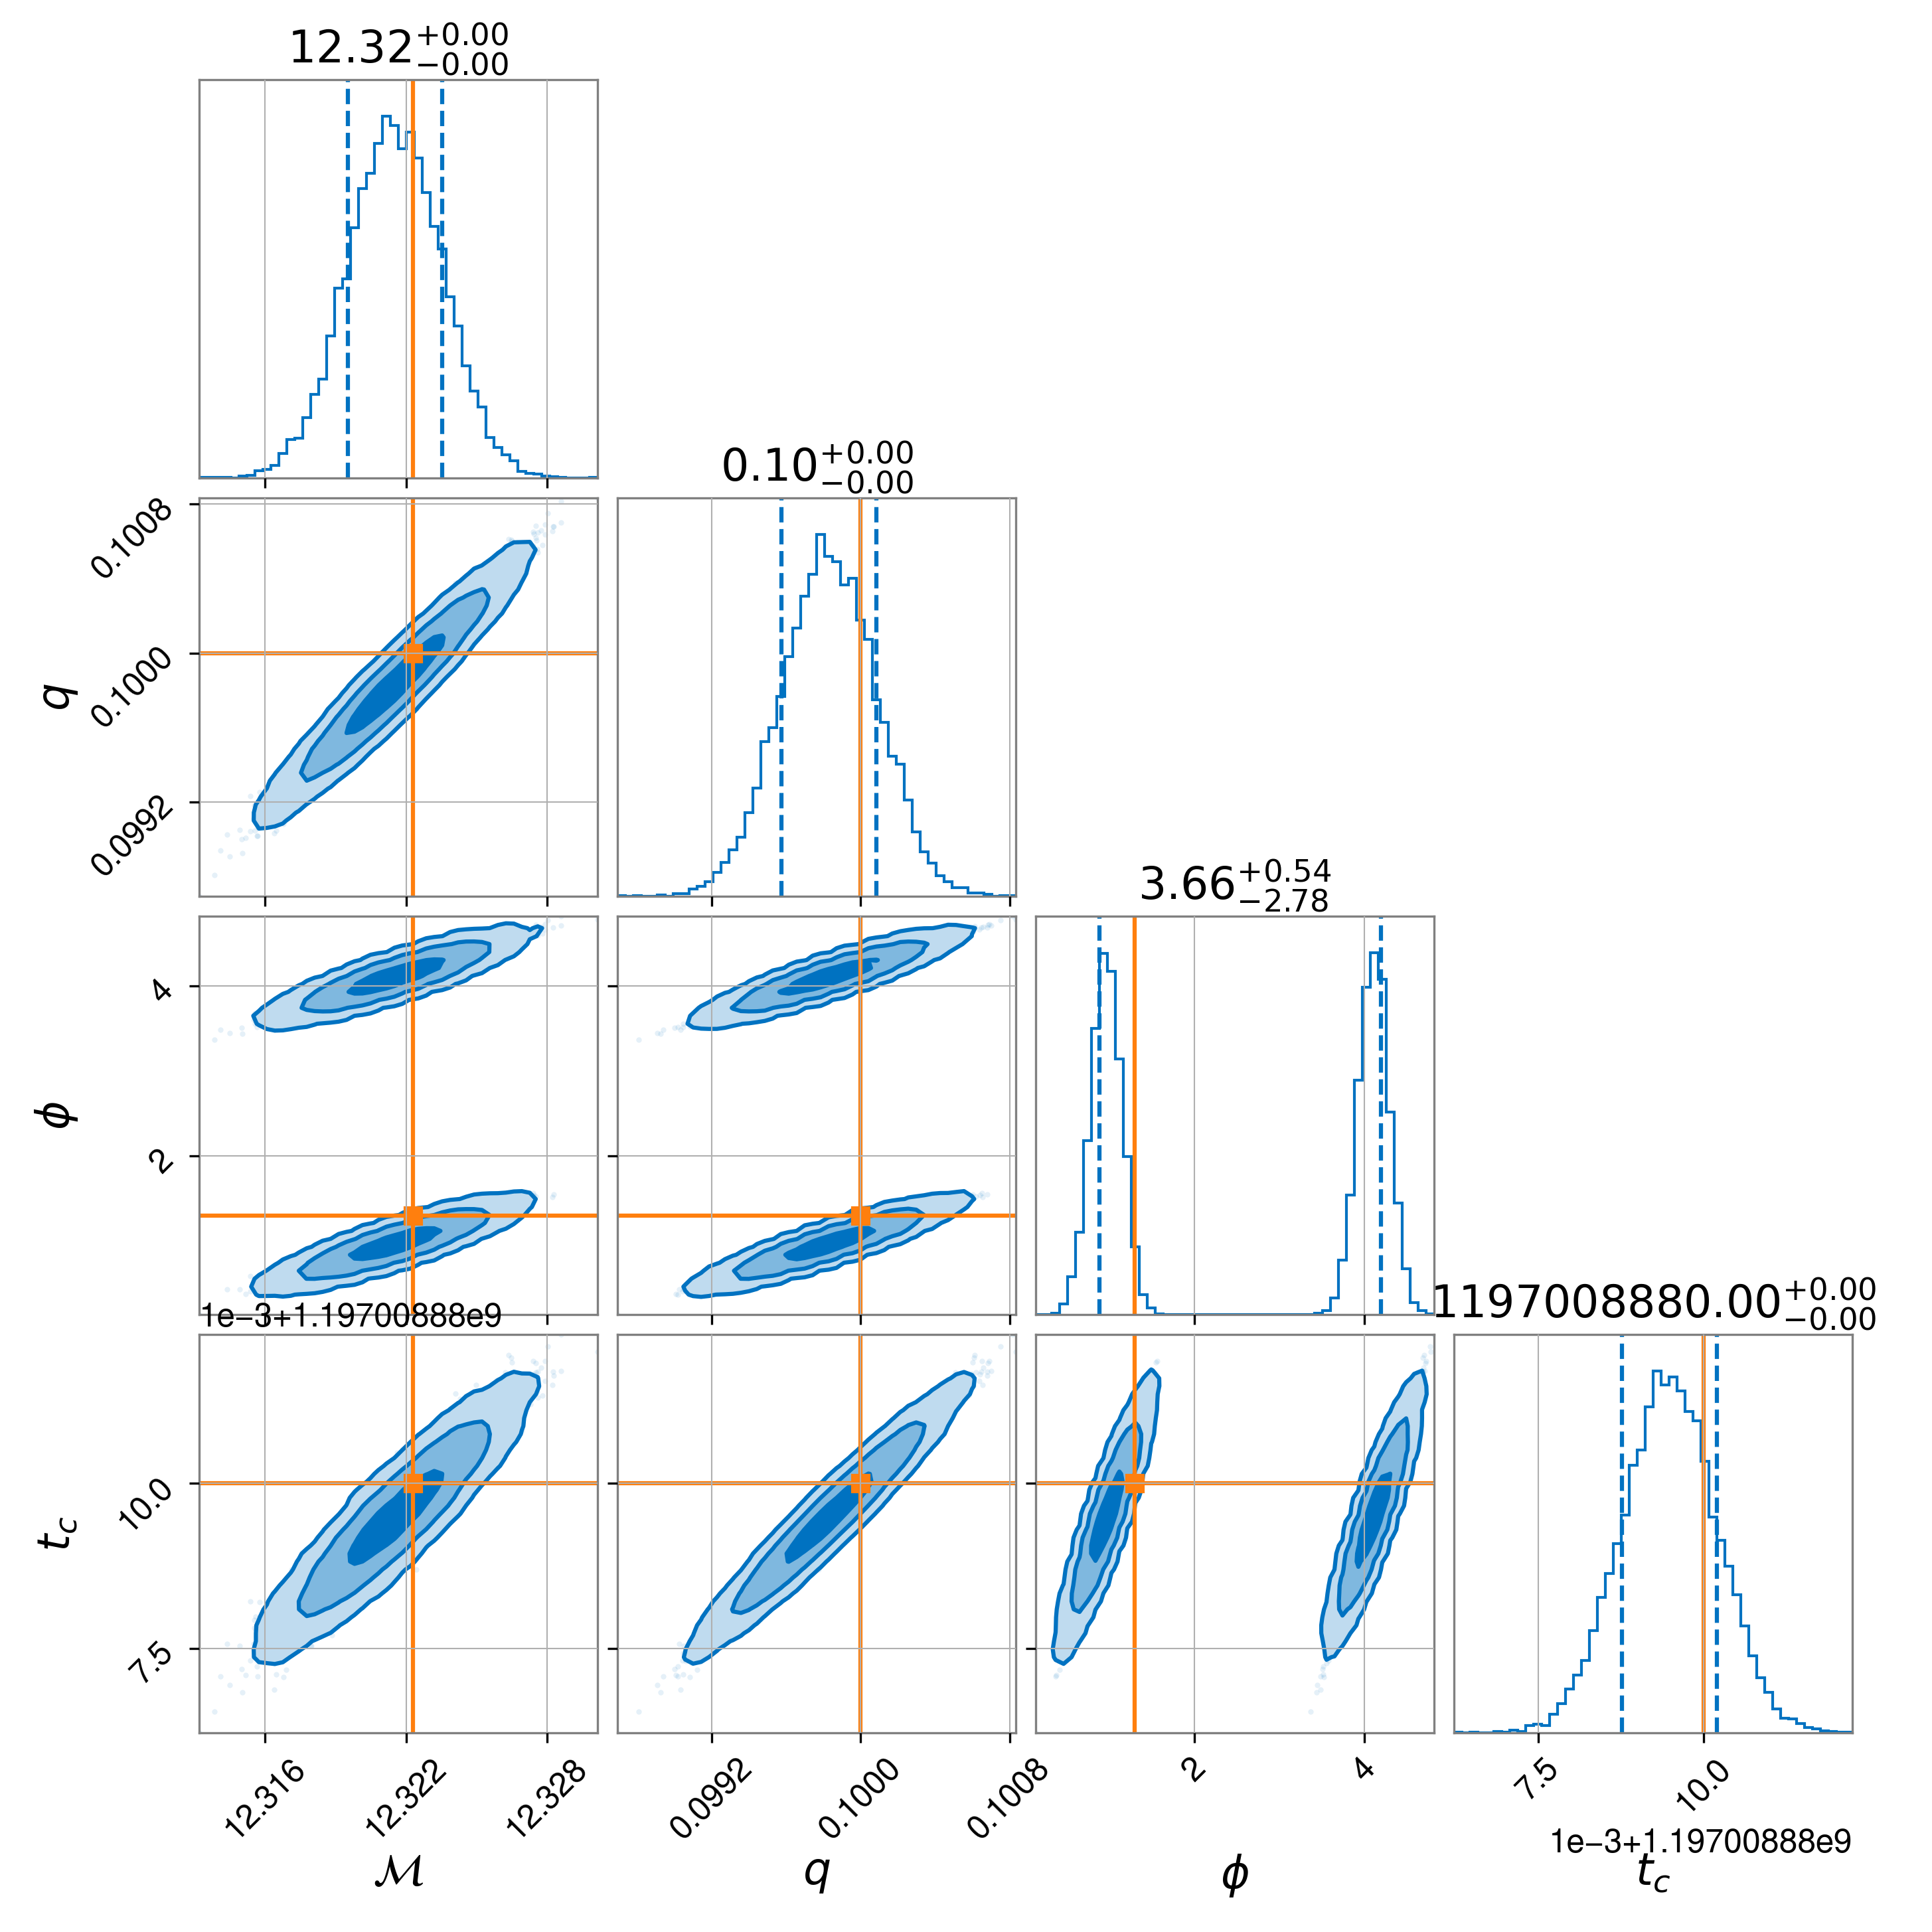 12.32+0.00−0.00
0.10+0.00−0.00
0.1008
0.1000
0.0992
q
3.66+0.54−2.78
4
2
ϕ
1e−3+1.19700888e9
1197008880.00+0.00−0.00
10.0
7.5
t_c
12.316 12.322 12.328 0.0992 0.1000 0.1008 2 4 7.5 10.0
1e−3+1.19700888e9
ℳ q ϕ t_c